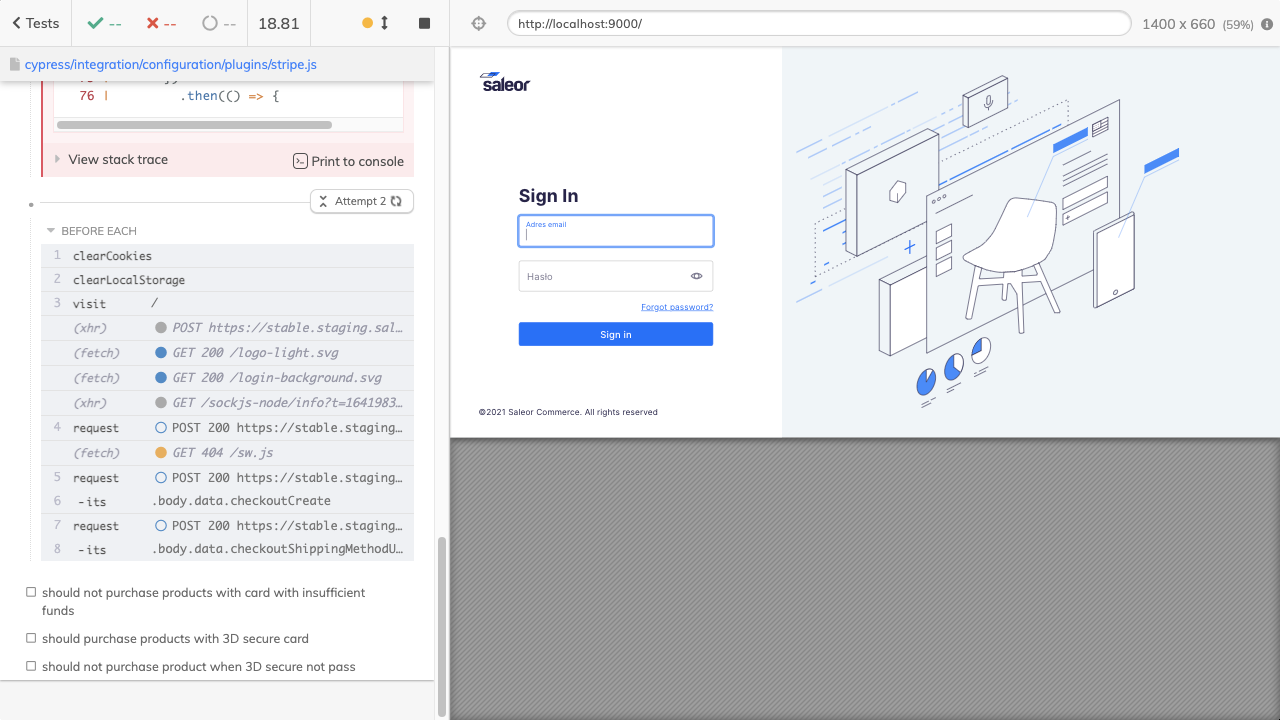 Tests
--
--
--
18.81
http://localhost:9000/
1400 x 660 (59%)
cypress/integration/configuration/plugins/stripe.js
76 | .then(() => {
View stack trace
Print to console
Attempt 2
BEFORE EACH
1 clearCookies
2 clearLocalStorage
3 visit /
(xhr) POST https://stable.staging.sal…
(fetch) GET 200 /logo-light.svg
(fetch) GET 200 /login-background.svg
(xhr) GET /sockjs-node/info?t=1641983…
4 request POST 200 https://stable.staging…
(fetch) GET 404 /sw.js
5 request POST 200 https://stable.staging…
6 -its .body.data.checkoutCreate
7 request POST 200 https://stable.staging…
8 -its .body.data.checkoutShippingMethodU…
should not purchase products with card with insufficient
funds
should purchase products with 3D secure card
should not purchase product when 3D secure not pass
saleor
Sign In
Adres email
Hasło
Forgot password?
Sign in
©2021 Saleor Commerce. All rights reserved